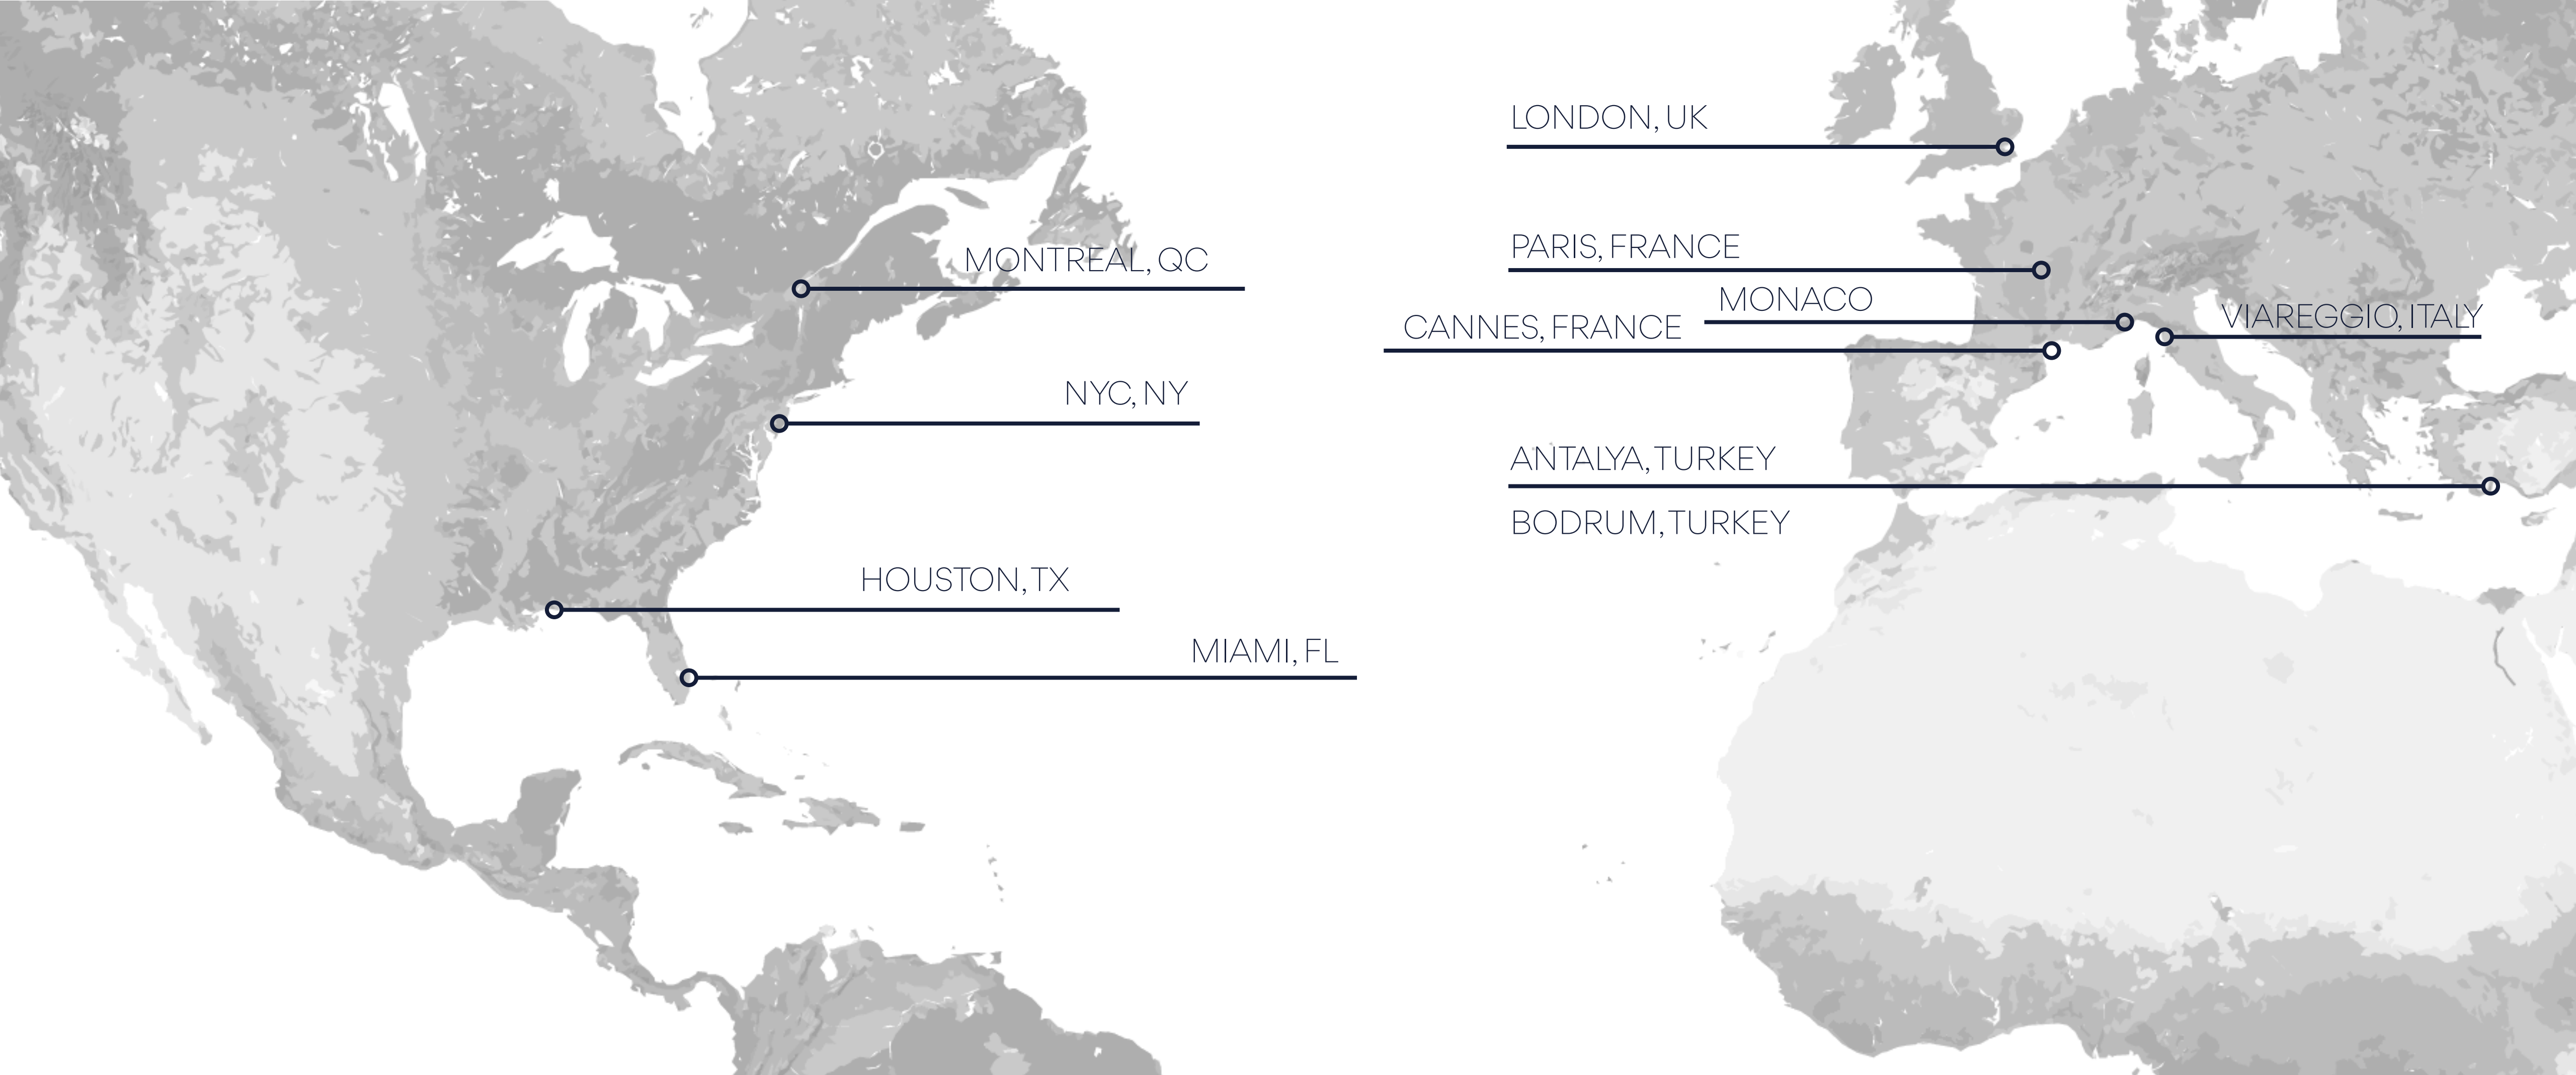 MONTREAL, QC
NYC, NY
HOUSTON, TX
MIAMI, FL
LONDON, UK
PARIS, FRANCE
MONACO
CANNES, FRANCE
VIAREGGIO, ITALY
ANTALYA, TURKEY
BODRUM, TURKEY